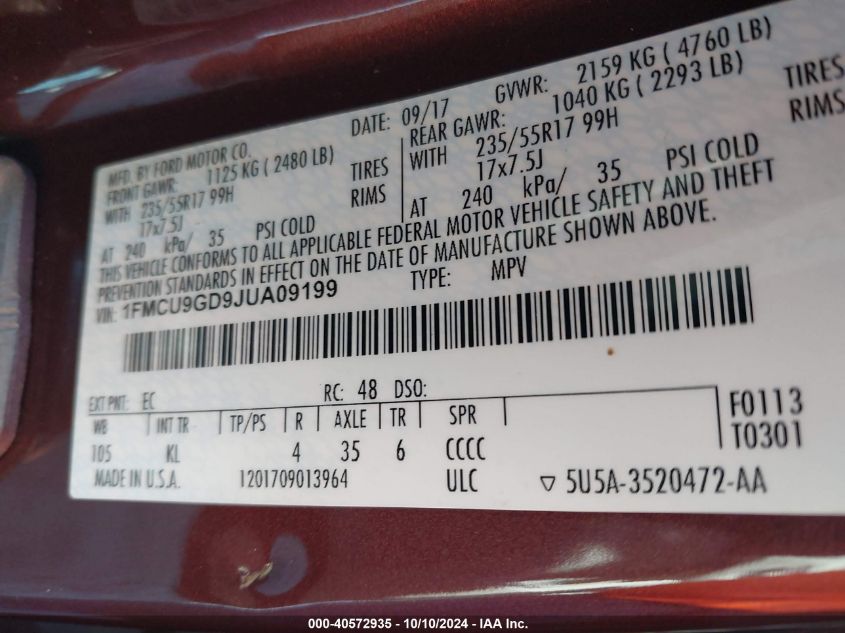 MFD. BY FORD MOTOR CO. DATE: 09/17 GVWR: 2159 KG ( 4760 LB)
FRONT GAWR: 1125 KG ( 2480 LB) REAR GAWR: 1040 KG ( 2293 LB)
WITH 235/55R17 99H TIRES WITH 235/55R17 99H TIRES
17x7.5J RIMS 17x7.5J RIMS
AT 240 kPa/ 35 PSI COLD AT 240 kPa/ 35 PSI COLD
THIS VEHICLE CONFORMS TO ALL APPLICABLE FEDERAL MOTOR VEHICLE SAFETY AND THEFT
PREVENTION STANDARDS IN EFFECT ON THE DATE OF MANUFACTURE SHOWN ABOVE.
VIN: 1FMCU9GD9JUA09199 TYPE: MPV
EXT PNT: EC RC: 48 DSO:
WB INT TR TP/PS R AXLE TR SPR F0113
105 KL 4 35 6 CCCC T0301
MADE IN U.S.A. 1201709013964 ULC ▽ 5U5A-3520472-AA
000-40572935 - 10/10/2024 - IAA Inc.